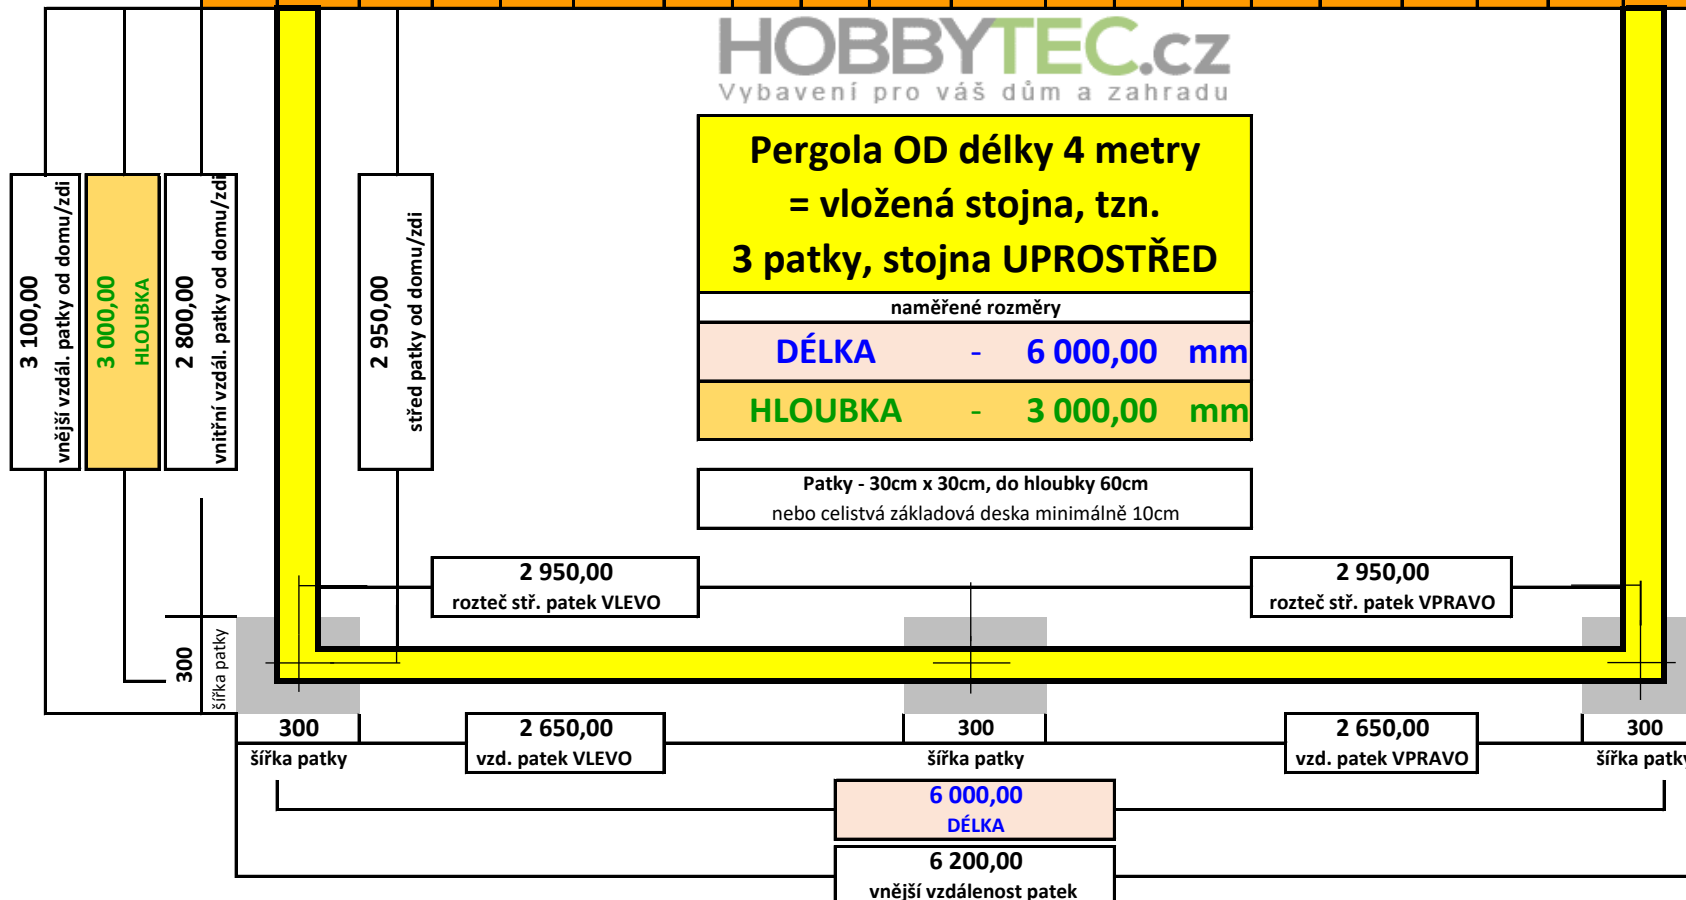 HOBBYTEC.cz
Vybavení pro váš dům a zahradu
Pergola OD délky 4 metry
= vložená stojna, tzn.
3 patky, stojna UPROSTŘED
naměřené rozměry
DÉLKA - 6 000,00 mm
HLOUBKA - 3 000,00 mm
Patky - 30cm x 30cm, do hloubky 60cm
nebo celistvá základová deska minimálně 10cm
3 100,00
vnější vzdál. patky od domu/zdi
3 000,00
HLOUBKA
2 800,00
vnitřní vzdál. patky od domu/zdi
2 950,00
střed patky od domu/zdi
2 950,00
rozteč stř. patek VLEVO
2 950,00
rozteč stř. patek VPRAVO
300
šířka patky
300
šířka patky
2 650,00
vzd. patek VLEVO
300
šířka patky
2 650,00
vzd. patek VPRAVO
300
šířka patky
6 000,00
DÉLKA
6 200,00
vnější vzdálenost patek